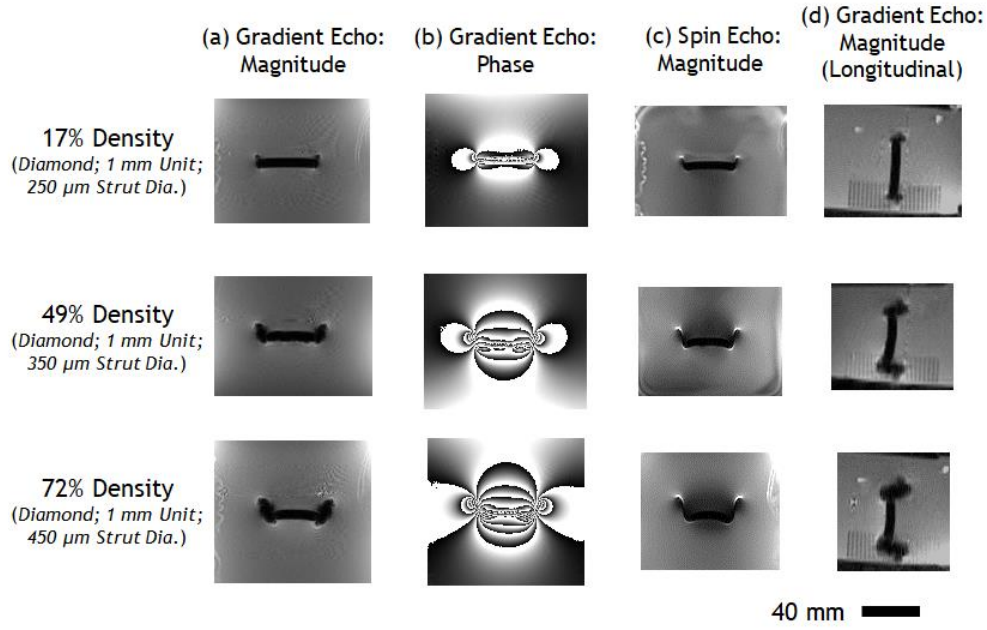 (a) Gradient Echo:
Magnitude
(b) Gradient Echo:
Phase
(c) Spin Echo:
Magnitude
(d) Gradient Echo:
Magnitude
(Longitudinal)
17% Density
(Diamond; 1 mm Unit;
250 µm Strut Dia.)
49% Density
(Diamond; 1 mm Unit;
350 µm Strut Dia.)
72% Density
(Diamond; 1 mm Unit;
450 µm Strut Dia.)
40 mm